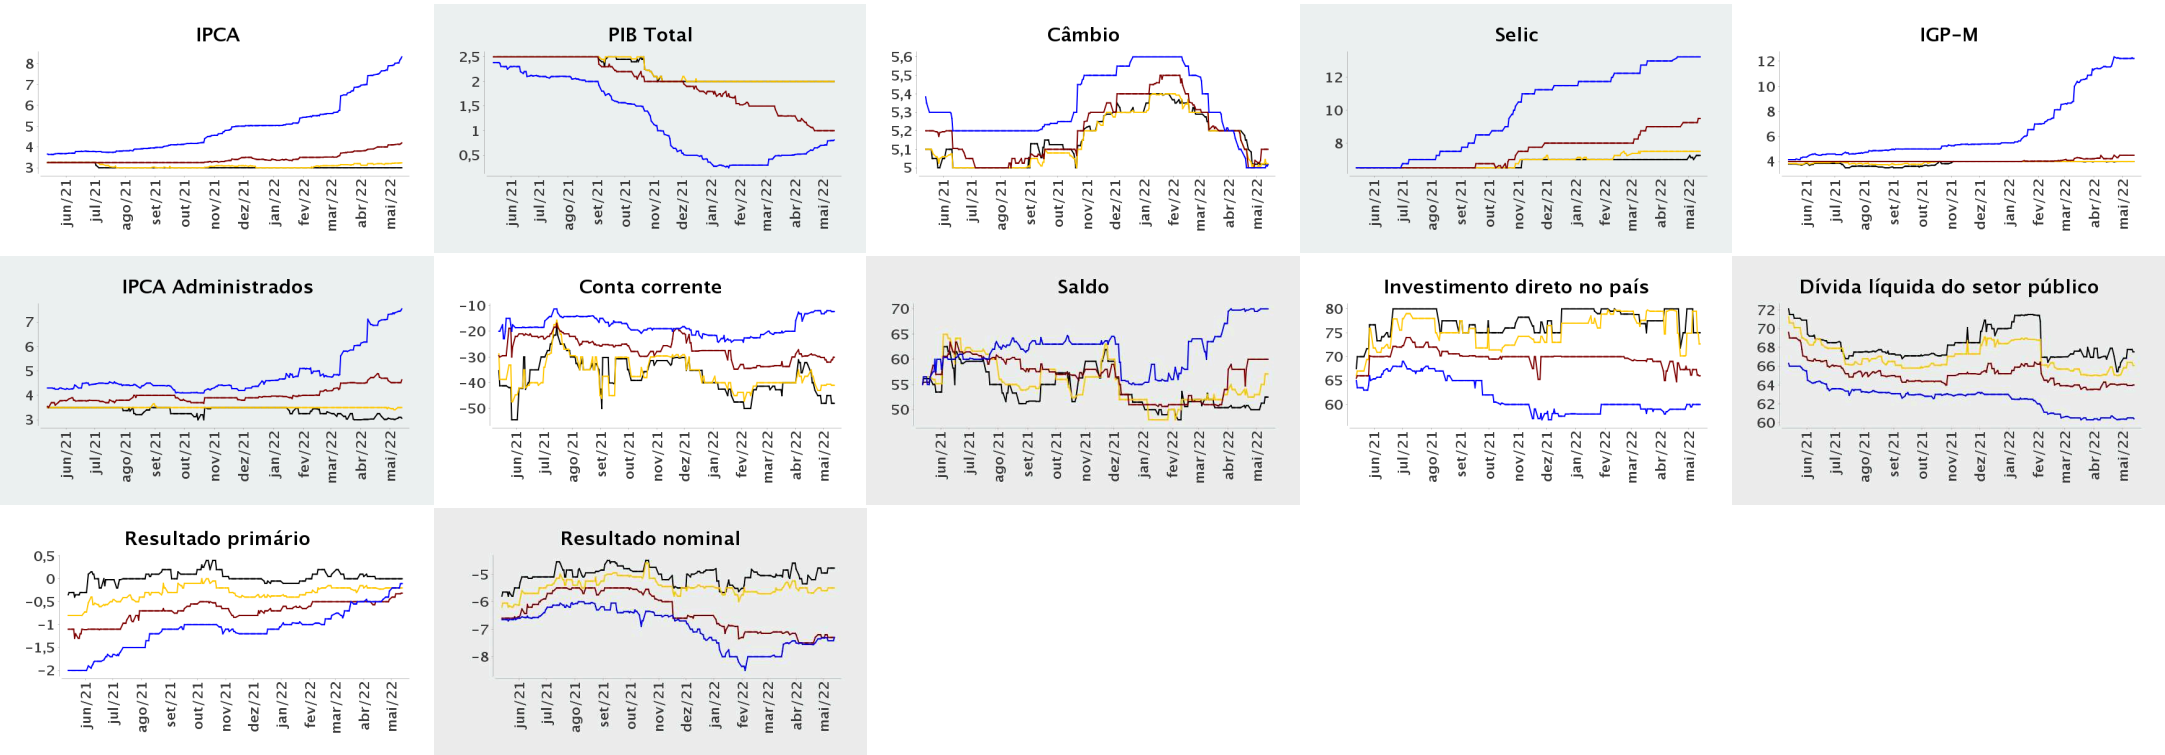 IPCA
8
7
6
5
4
3
jun/21
jul/21
ago/21
set/21
out/21
nov/21
dez/21
jan/22
fev/22
mar/22
abr/22
mai/22
PIB Total
2,5
2
1,5
1
0,5
jun/21
jul/21
ago/21
set/21
out/21
nov/21
dez/21
jan/22
fev/22
mar/22
abr/22
mai/22
Câmbio
5,6
5,5
5,4
5,3
5,2
5,1
5
jun/21
jul/21
ago/21
set/21
out/21
nov/21
dez/21
jan/22
fev/22
mar/22
abr/22
mai/22
Selic
12
10
8
jun/21
jul/21
ago/21
set/21
out/21
nov/21
dez/21
jan/22
fev/22
mar/22
abr/22
mai/22
IGP-M
12
10
8
6
4
jun/21
jul/21
ago/21
set/21
out/21
nov/21
dez/21
jan/22
fev/22
mar/22
abr/22
mai/22
IPCA Administrados
7
6
5
4
3
jun/21
jul/21
ago/21
set/21
out/21
nov/21
dez/21
jan/22
fev/22
mar/22
abr/22
mai/22
Conta corrente
-10
-20
-30
-40
-50
jun/21
jul/21
ago/21
set/21
out/21
nov/21
dez/21
jan/22
fev/22
mar/22
abr/22
mai/22
Saldo
70
65
60
55
50
jun/21
jul/21
ago/21
set/21
out/21
nov/21
dez/21
jan/22
fev/22
mar/22
abr/22
mai/22
Investimento direto no país
80
75
70
65
60
jun/21
jul/21
ago/21
set/21
out/21
nov/21
dez/21
jan/22
fev/22
mar/22
abr/22
mai/22
Dívida líquida do setor público
72
70
68
66
64
62
60
jun/21
jul/21
ago/21
set/21
out/21
nov/21
dez/21
jan/22
fev/22
mar/22
abr/22
mai/22
Resultado primário
0,5
0
-0,5
-1
-1,5
-2
jun/21
jul/21
ago/21
set/21
out/21
nov/21
dez/21
jan/22
fev/22
mar/22
abr/22
mai/22
Resultado nominal
-5
-6
-7
-8
jun/21
jul/21
ago/21
set/21
out/21
nov/21
dez/21
jan/22
fev/22
mar/22
abr/22
mai/22